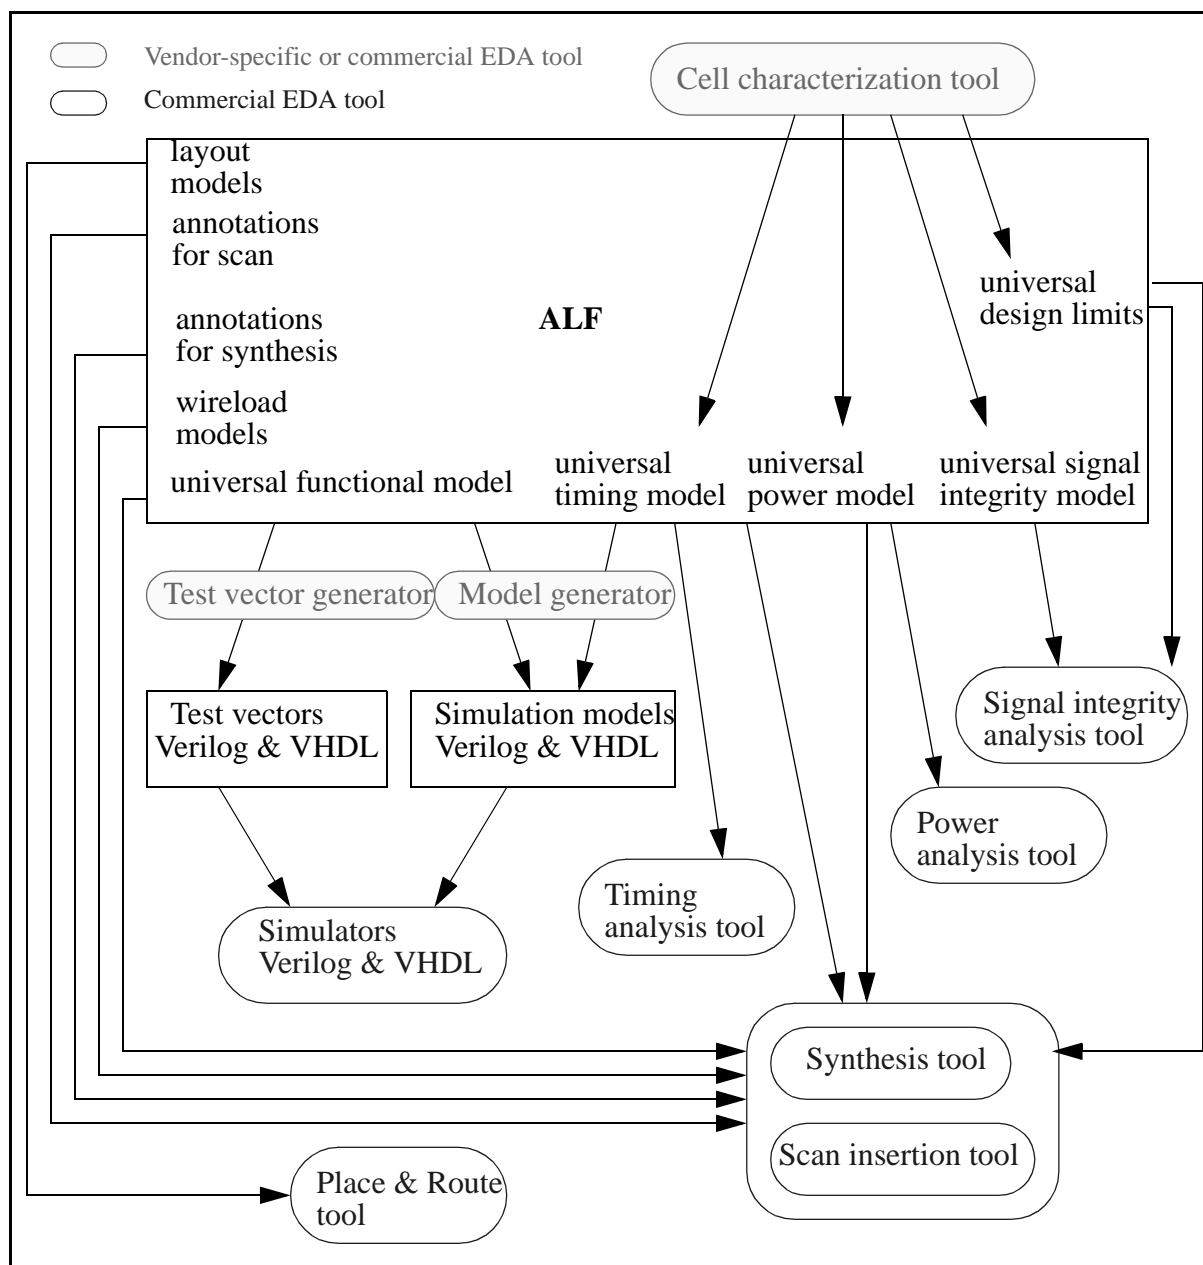 Vendor-specific or commercial EDA tool
Commercial EDA tool
Cell characterization tool
layout
models
annotations
for scan
annotations
for synthesis
wireload
models
universal functional model
ALF
universal
design limits
universal
timing model
universal
power model
universal signal
integrity model
Test vector generator
Model generator
Test vectors
Verilog & VHDL
Simulation models
Verilog & VHDL
Signal integrity
analysis tool
Power
analysis tool
Timing
analysis tool
Simulators
Verilog & VHDL
Synthesis tool
Scan insertion tool
Place & Route
tool